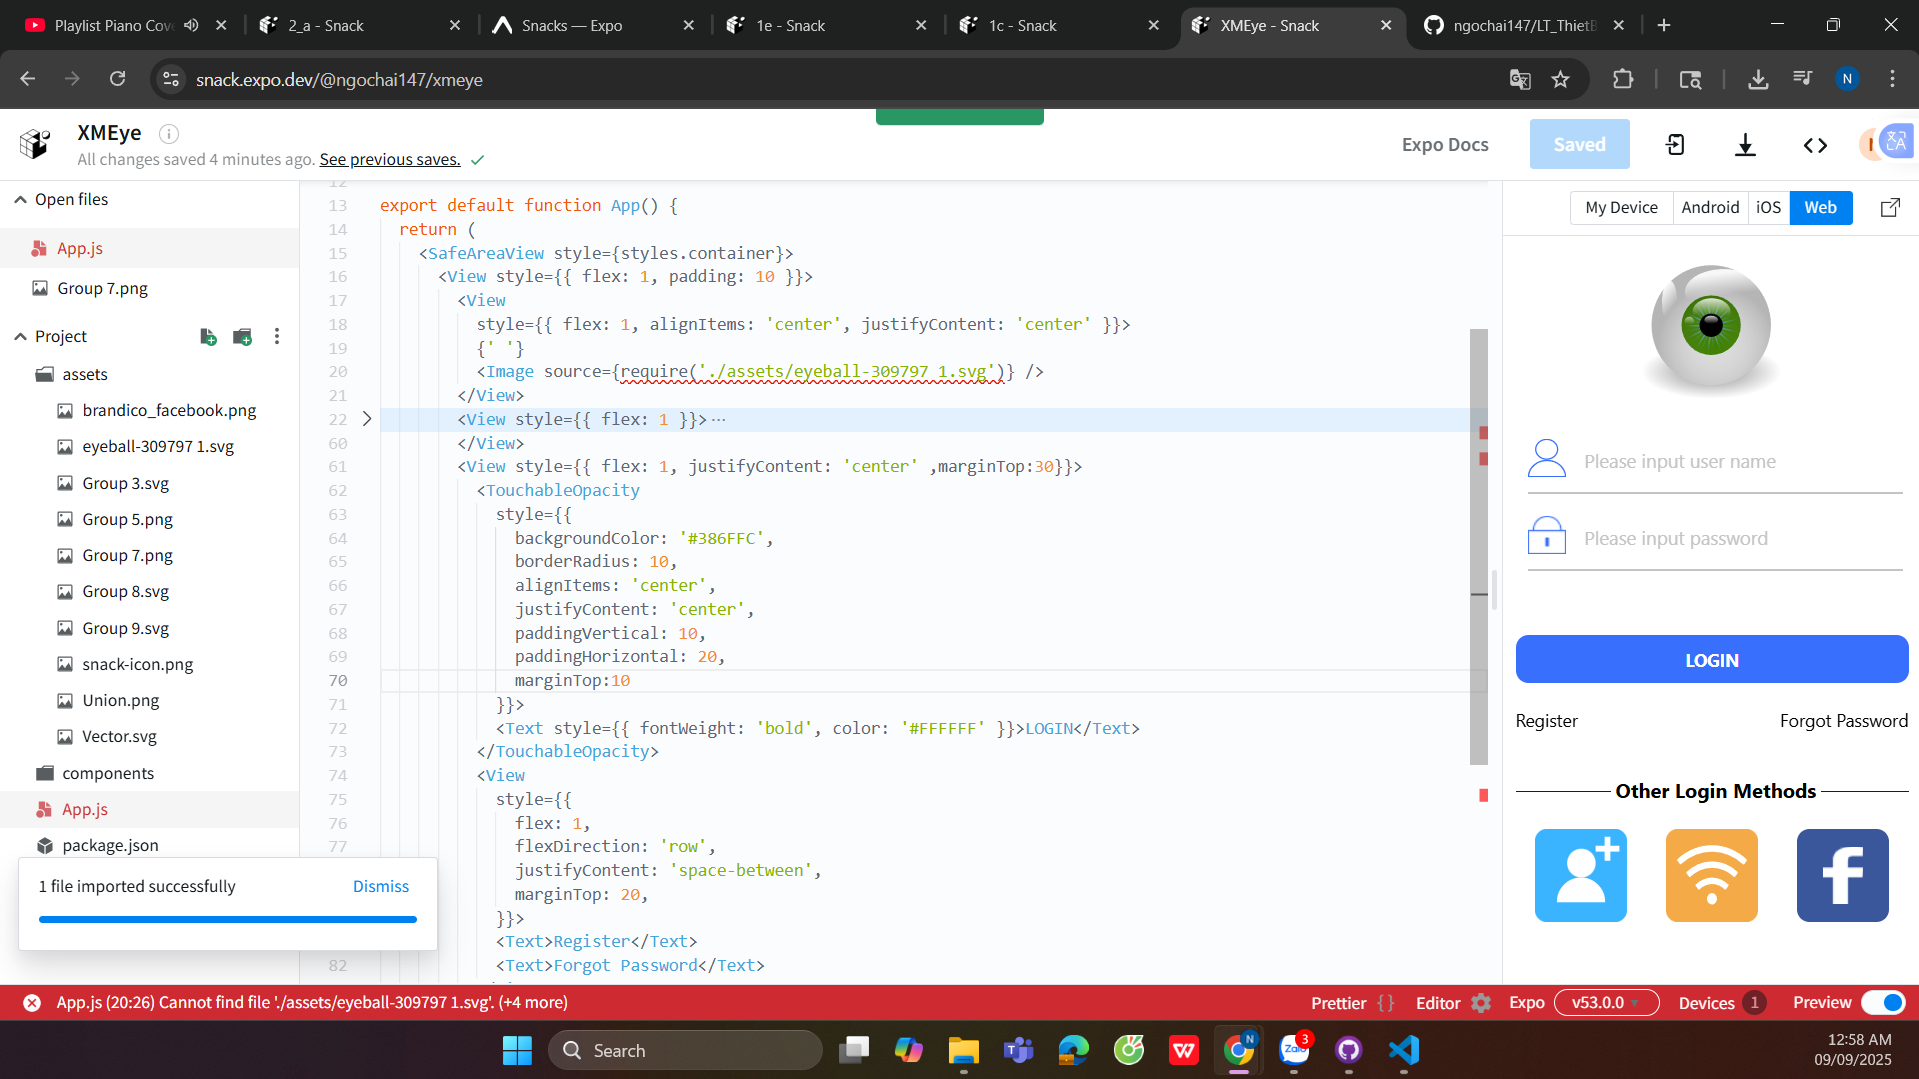 Playlist Piano Cov
2_a - Snack
Snacks — Expo
1e - Snack
1c - Snack
XMEye - Snack
ngochai147/LT_ThietB
snack.expo.dev/@ngochai147/xmeye
N
XMEye
All changes saved 4 minutes ago. See previous saves.
Expo Docs
Saved
Open files
App.js
Group 7.png
Project
assets
brandico_facebook.png
eyeball-309797 1.svg
Group 3.svg
Group 5.png
Group 7.png
Group 8.svg
Group 9.svg
snack-icon.png
Union.png
Vector.svg
components
App.js
package.json
1 file imported successfully
Dismiss
12
13 export default function App() {
14 return (
15 <SafeAreaView style={styles.container}>
16 <View style={{ flex: 1, padding: 10 }}>
17 <View
18 style={{ flex: 1, alignItems: 'center', justifyContent: 'center' }}>
19 {' '}
20 <Image source={require('./assets/eyeball-309797 1.svg')} />
21 </View>
22 <View style={{ flex: 1 }}>···
60 </View>
61 <View style={{ flex: 1, justifyContent: 'center' ,marginTop:30}}>
62 <TouchableOpacity
63 style={{
64 backgroundColor: '#386FFC',
65 borderRadius: 10,
66 alignItems: 'center',
67 justifyContent: 'center',
68 paddingVertical: 10,
69 paddingHorizontal: 20,
70 marginTop:10
71 }}>
72 <Text style={{ fontWeight: 'bold', color: '#FFFFFF' }}>LOGIN</Text>
73 </TouchableOpacity>
74 <View
75 style={{
76 flex: 1,
77 flexDirection: 'row',
justifyContent: 'space-between',
marginTop: 20,
}}>
<Text>Register</Text>
82 <Text>Forgot Password</Text>
My Device
Android
iOS
Web
Please input user name
Please input password
LOGIN
Register
Forgot Password
Other Login Methods
App.js (20:26) Cannot find file './assets/eyeball-309797 1.svg'. (+4 more)
Prettier { }
Editor
Expo
v53.0.0
Devices 1
Preview
Search
N
Zalo
3
12:58 AM
09/09/2025